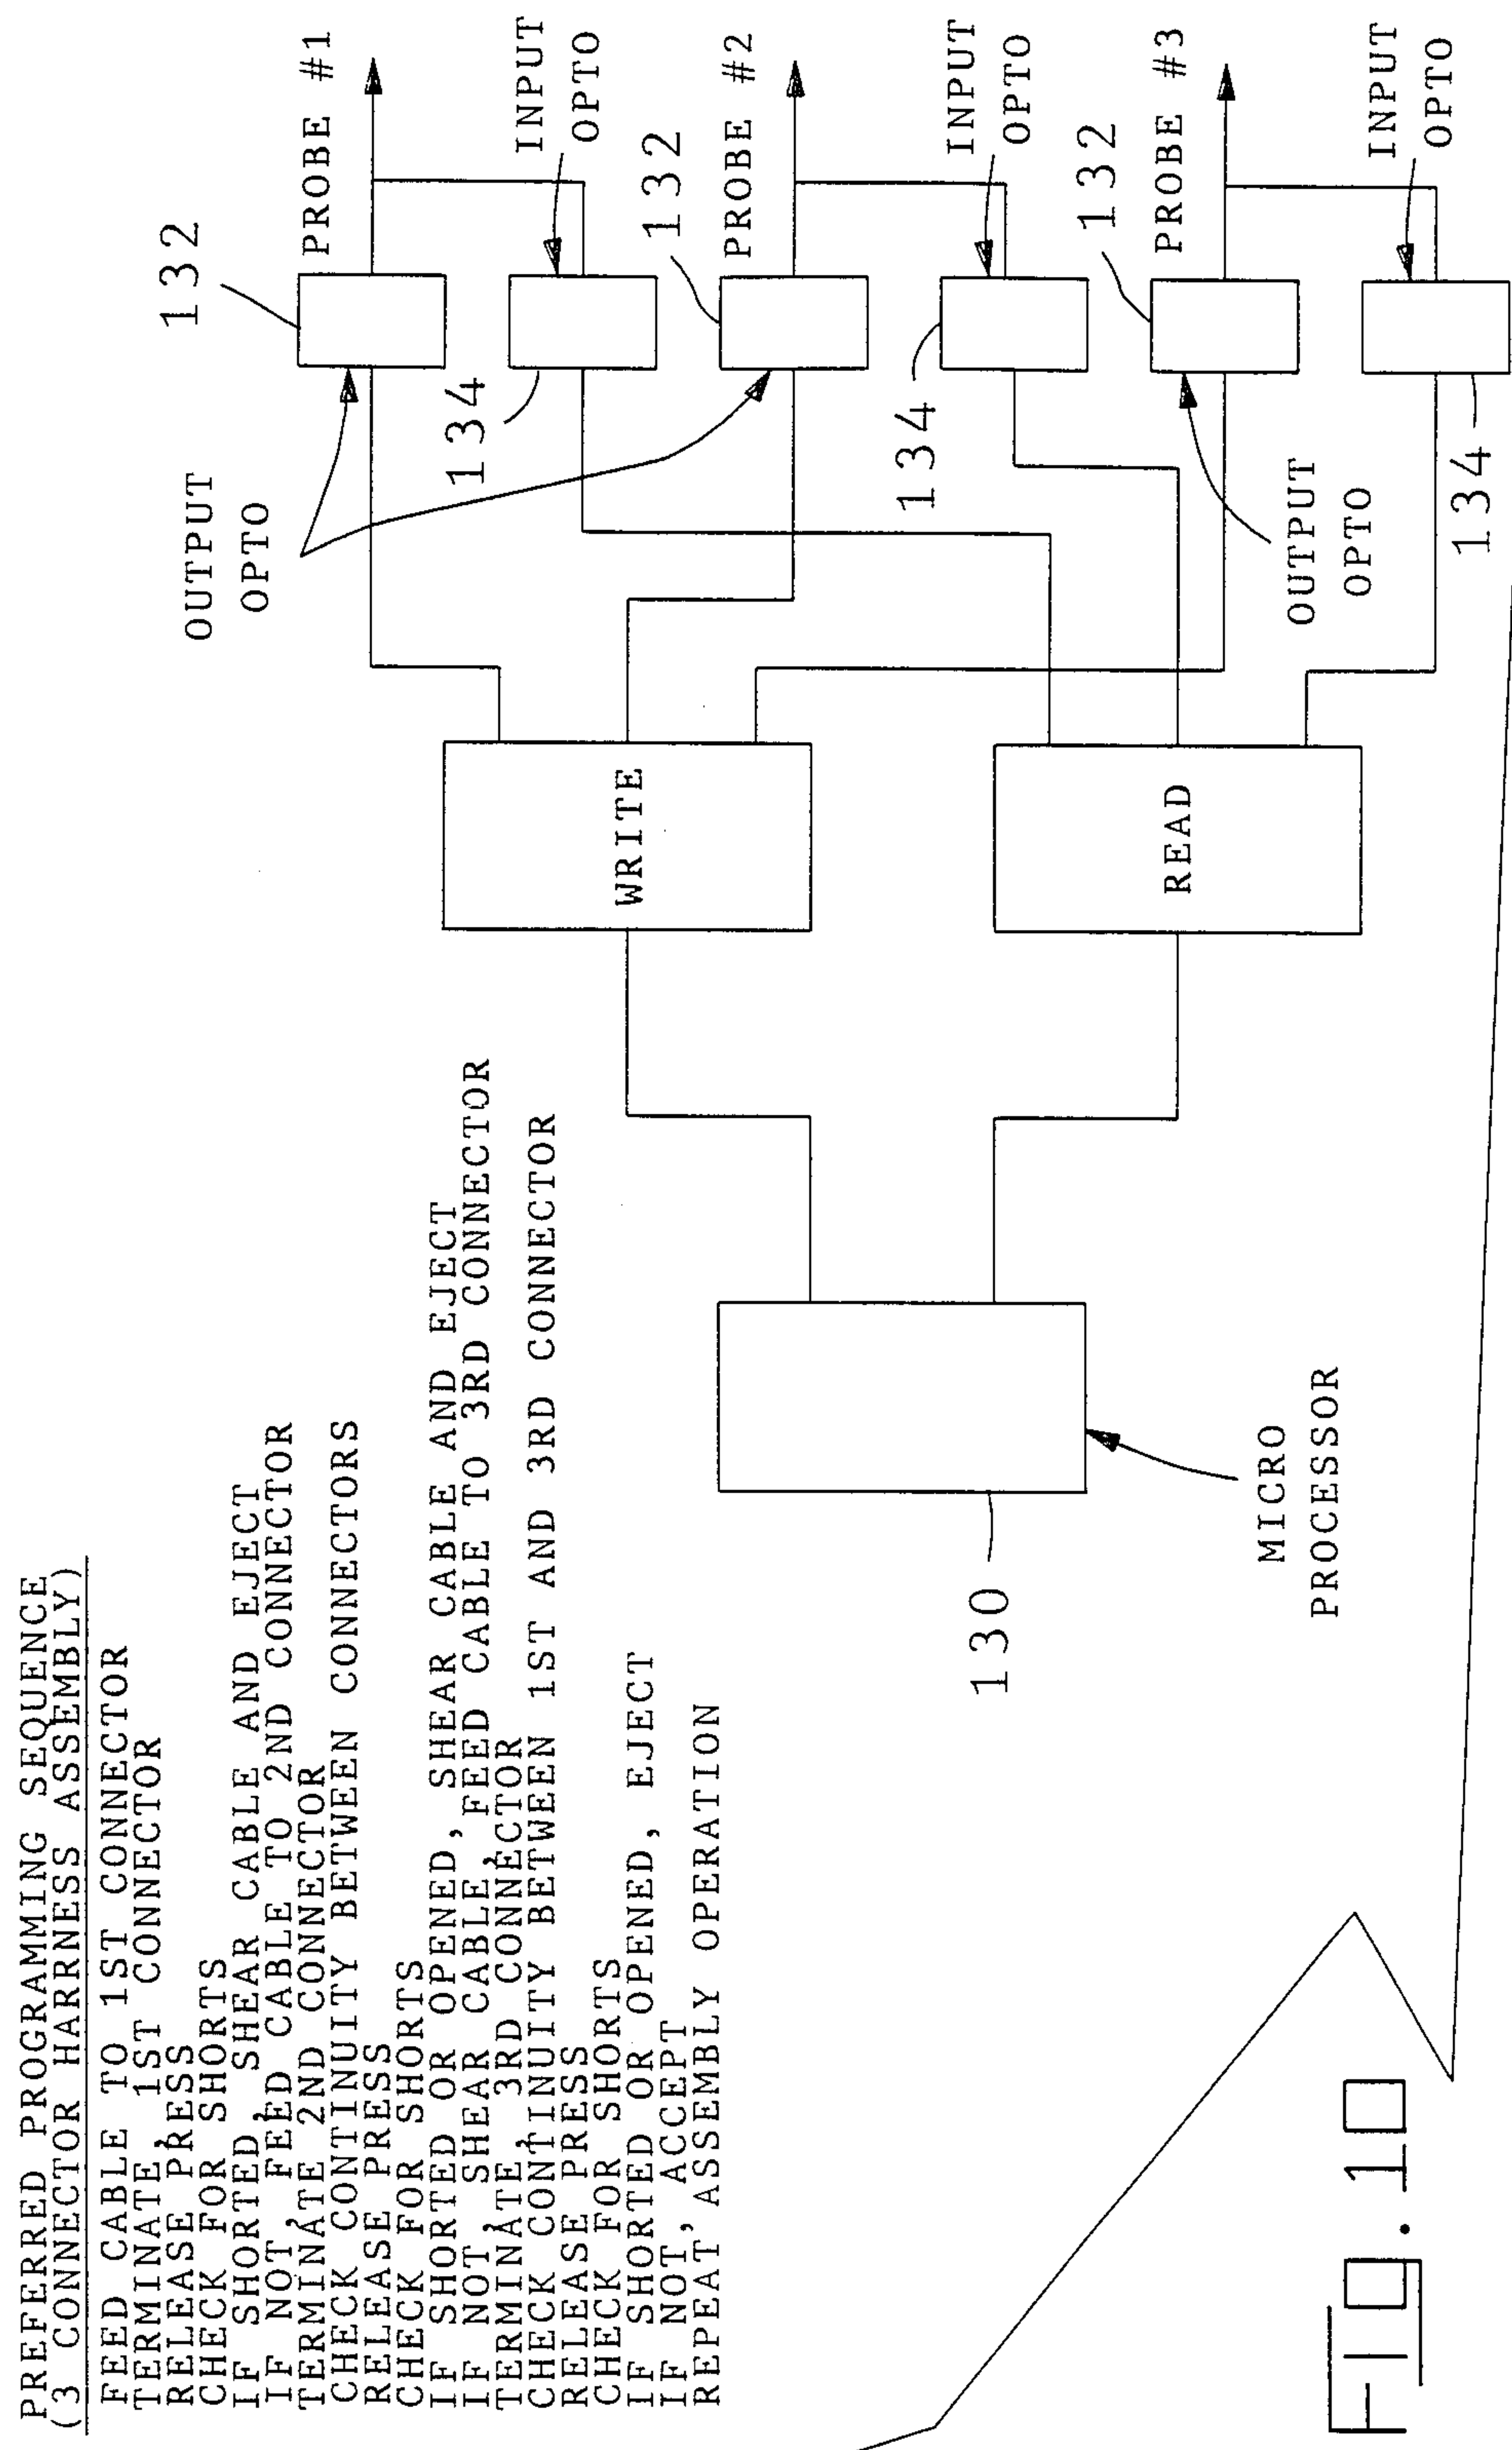 PREFERRED PROGRAMMING SEQUENCE
(3 CONNECTOR HARRNESS ASSEMBLY)
FEED CABLE TO 1ST CONNECTOR
TERMINATE, 1ST CONNECTOR
RELEASE PRESS
CHECK FOR SHORTS
IF SHORTED, SHEAR CABLE AND EJECT
IF NOT, FEED CABLE TO 2ND CONNECTOR
TERMINATE 2ND CONNECTOR
CHECK CONTINUITY BETWEEN CONNECTORS
RELEASE PRESS
CHECK FOR SHORTS
IF SHORTED OR OPENED, SHEAR CABLE AND EJECT
IF NOT, SHEAR CABLE, FEED CABLE TO 3RD CONNECTOR
TERMINATE, 3RD CONNECTOR
CHECK CONTINUITY BETWEEN 1ST AND 3RD CONNECTOR
RELEASE PRESS
CHECK FOR SHORTS
IF SHORTED OR OPENED, EJECT
IF NOT, ACCEPT
REPEAT ASSEMBLY OPERATION
130
MICRO
PROCESSOR
WRITE
READ
OUTPUT
OPTO
132
PROBE #1
134
INPUT
OPTO
132
PROBE #2
134
INPUT
OPTO
OUTPUT
OPTO
132
PROBE #3
134
INPUT
OPTO
FIG. 10